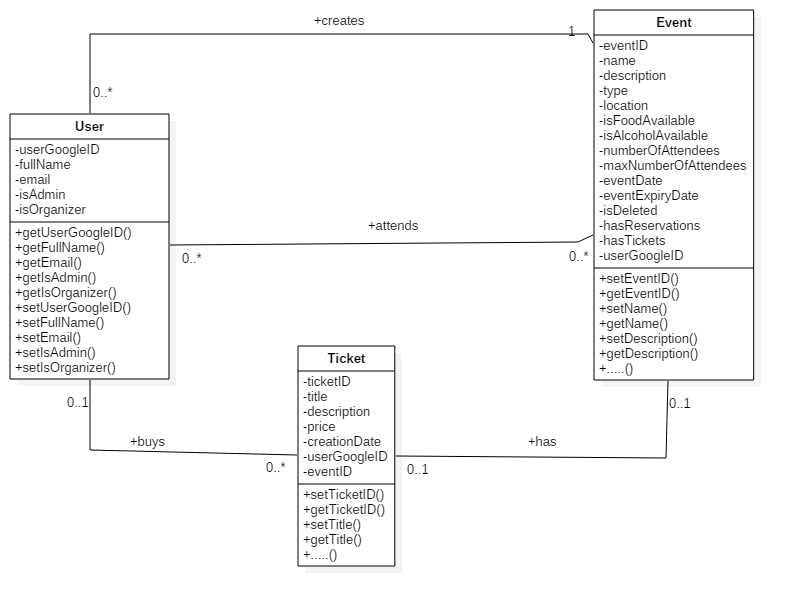 +creates
1
0..*
User
-userGoogleID
-fullName
-email
-isAdmin
-isOrganizer
+getUserGoogleID()
+getFullName()
+getEmail()
+getIsAdmin()
+getIsOrganizer()
+setUserGoogleID()
+setFullName()
+setEmail()
+setIsAdmin()
+setIsOrganizer()
Event
-eventID
-name
-description
-type
-location
-isFoodAvailable
-isAlcoholAvailable
-numberOfAttendees
-maxNumberOfAttendees
-eventDate
-eventExpiryDate
-isDeleted
-hasReservations
-hasTickets
-userGoogleID
+setEventID()
+getEventID()
+setName()
+getName()
+setDescription()
+getDescription()
+.....()
+attends
0..*
0..*
Ticket
-ticketID
-title
-description
-price
-creationDate
-userGoogleID
-eventID
+setTicketID()
+getTicketID()
+setTitle()
+getTitle()
+.....()
0..1
+buys
0..*
0..1
+has
0..1